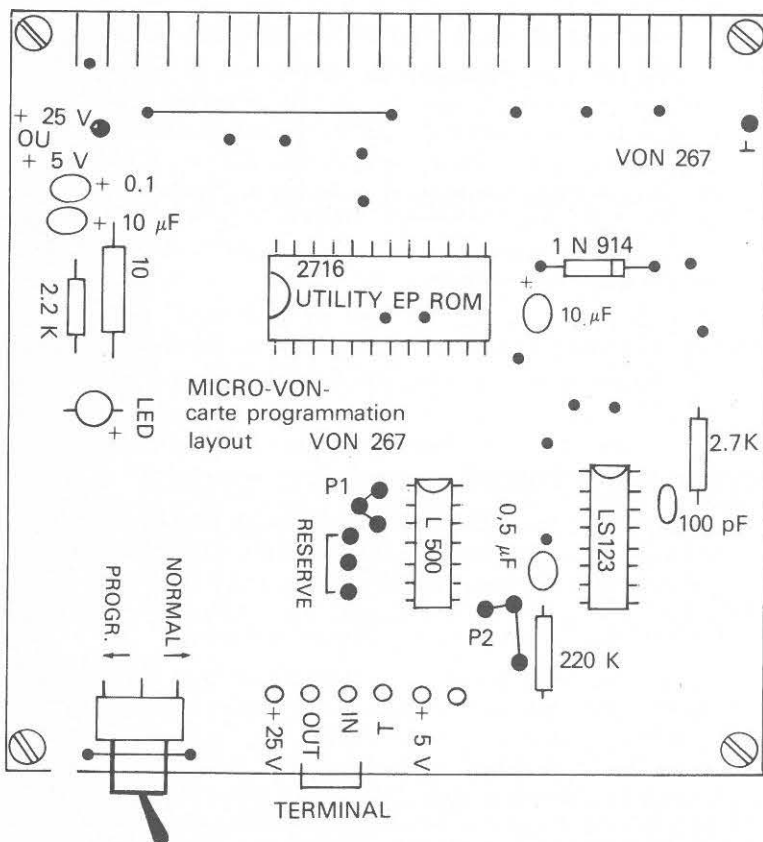 + 25 V
OU
+ 5 V
VON 267
+ 0.1
+ 10 µF
10
2.2 K
2716
UTILITY EP ROM
1 N 914
+
10 µF
LED
+
MICRO-VON-
carte programmation
layout VON 267
2.7K
P1
L 500
0,5 µF
LS123
100 pF
RESERVE
PROGR.
NORMAL
P2
220 K
+ 25 V
OUT
IN
+ 5 V
TERMINAL